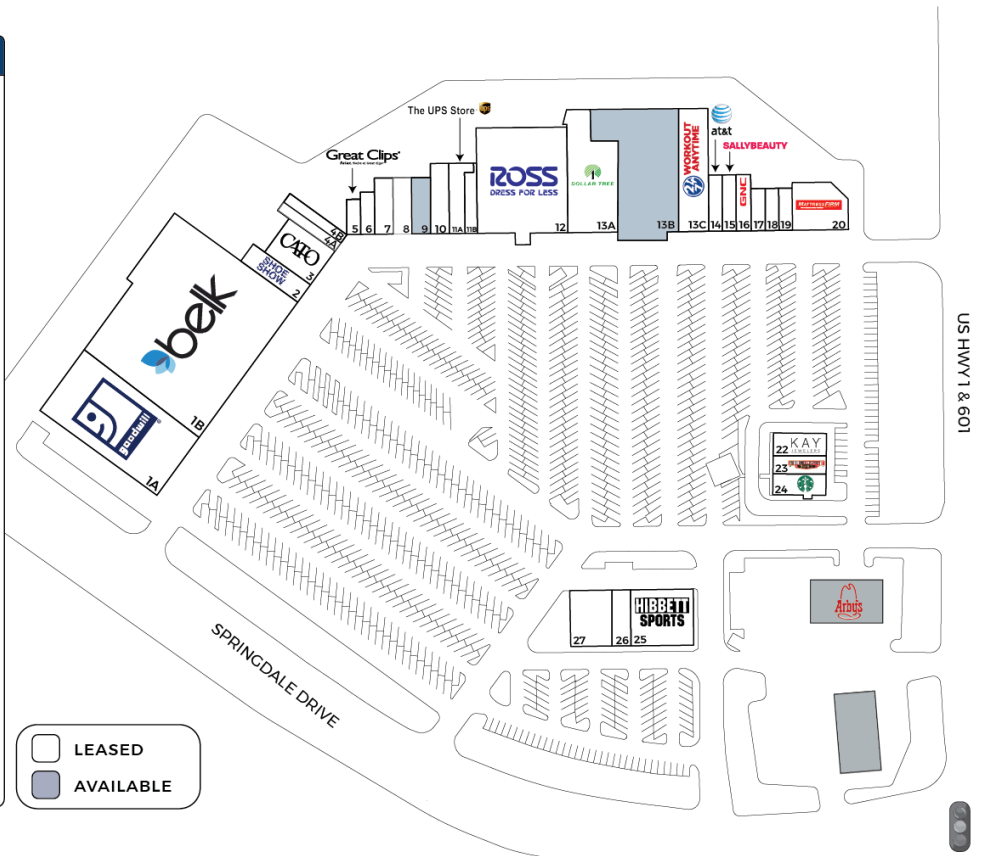 The UPS Store
ups
Great Clips
at&t
SALLYBEAUTY
WORKOUT
ANYTIME
ROSS
DRESS FOR LESS
DOLLAR TREE
GNC
MATTRESSFIRM
5
6
7
8
9
10
11A
11B
12
13A
13B
13C
14
15
16
17
18
19
20
4B
4A
CATO
3
SHOE
SHOW
2
belk
1B
goodwill
1A
US HWY 1 & 601
22
KAY
JEWELERS
23
24
Arby's
HIBBETT
SPORTS
27
26
25
SPRINGDALE DRIVE
LEASED
AVAILABLE